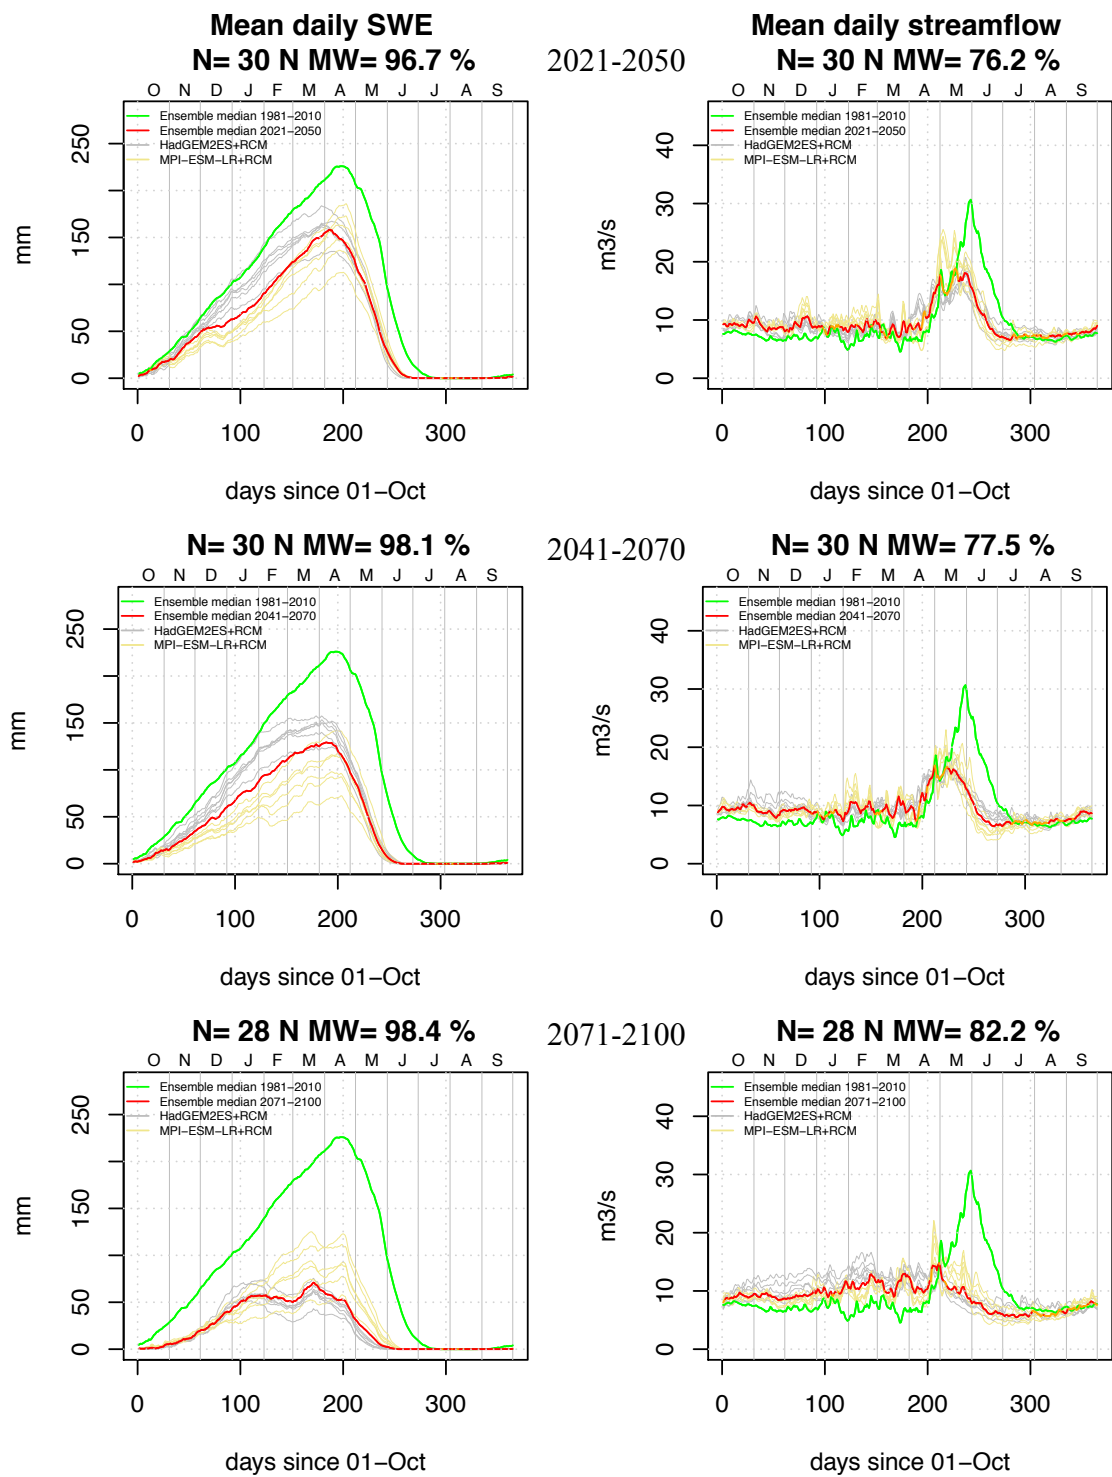 Mean daily SWE
N= 30 N MW= 96.7 %
2021-2050
Mean daily streamflow
N= 30 N MW= 76.2 %
O N D J F M A M J J A S
Ensemble median 1981−2010
Ensemble median 2021−2050
HadGEM2ES+RCM
MPI−ESM−LR+RCM
mm
0 50 150 250
0 100 200 300
days since 01−Oct
O N D J F M A M J J A S
Ensemble median 1981−2010
Ensemble median 2021−2050
HadGEM2ES+RCM
MPI−ESM−LR+RCM
m3/s
0 10 20 30 40
0 100 200 300
days since 01−Oct
N= 30 N MW= 98.1 %
2041-2070
N= 30 N MW= 77.5 %
O N D J F M A M J J A S
Ensemble median 1981−2010
Ensemble median 2041−2070
HadGEM2ES+RCM
MPI−ESM−LR+RCM
mm
0 50 150 250
0 100 200 300
days since 01−Oct
O N D J F M A M J J A S
Ensemble median 1981−2010
Ensemble median 2041−2070
HadGEM2ES+RCM
MPI−ESM−LR+RCM
m3/s
0 10 20 30 40
0 100 200 300
days since 01−Oct
N= 28 N MW= 98.4 %
2071-2100
N= 28 N MW= 82.2 %
O N D J F M A M J J A S
Ensemble median 1981−2010
Ensemble median 2071−2100
HadGEM2ES+RCM
MPI−ESM−LR+RCM
mm
0 50 150 250
0 100 200 300
days since 01−Oct
O N D J F M A M J J A S
Ensemble median 1981−2010
Ensemble median 2071−2100
HadGEM2ES+RCM
MPI−ESM−LR+RCM
m3/s
0 10 20 30 40
0 100 200 300
days since 01−Oct